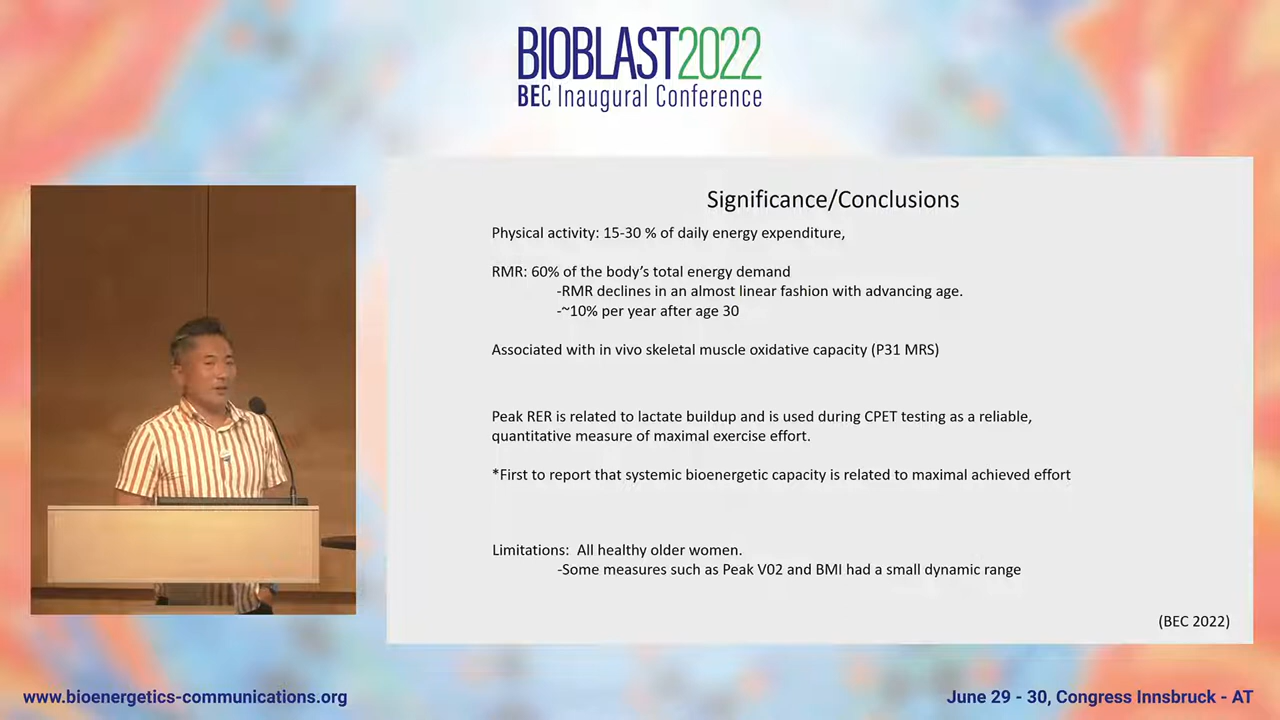 BIOBLAST2022
BEC Inaugural Conference
Significance/Conclusions
Physical activity: 15-30 % of daily energy expenditure,
RMR: 60% of the body's total energy demand
-RMR declines in an almost linear fashion with advancing age.
-~10% per year after age 30
Associated with in vivo skeletal muscle oxidative capacity (P31 MRS)
Peak RER is related to lactate buildup and is used during CPET testing as a reliable,
quantitative measure of maximal exercise effort.
*First to report that systemic bioenergetic capacity is related to maximal achieved effort
Limitations:  All healthy older women.
-Some measures such as Peak V02 and BMI had a small dynamic range
(BEC 2022)
www.bioenergetics-communications.org
June 29 - 30, Congress Innsbruck - AT